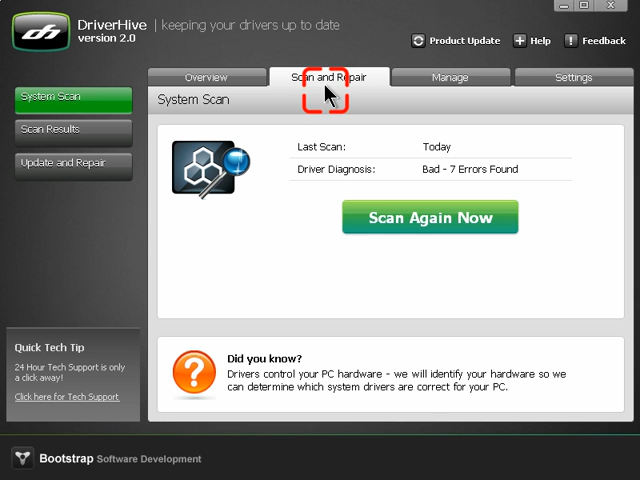 DriverHive | keeping your drivers up to date
version 2.0
Product Update
Help
Feedback
Overview
Scan and Repair
Manage
Settings
System Scan
Scan Results
Update and Repair
System Scan
Last Scan: Today
Driver Diagnosis: Bad - 7 Errors Found
Scan Again Now
Quick Tech Tip
24 Hour Tech Support is only
a click away!
Click here for Tech Support
Did you know?
Drivers control your PC hardware - we will identify your hardware so we
can determine which system drivers are correct for your PC.
Bootstrap Software Development